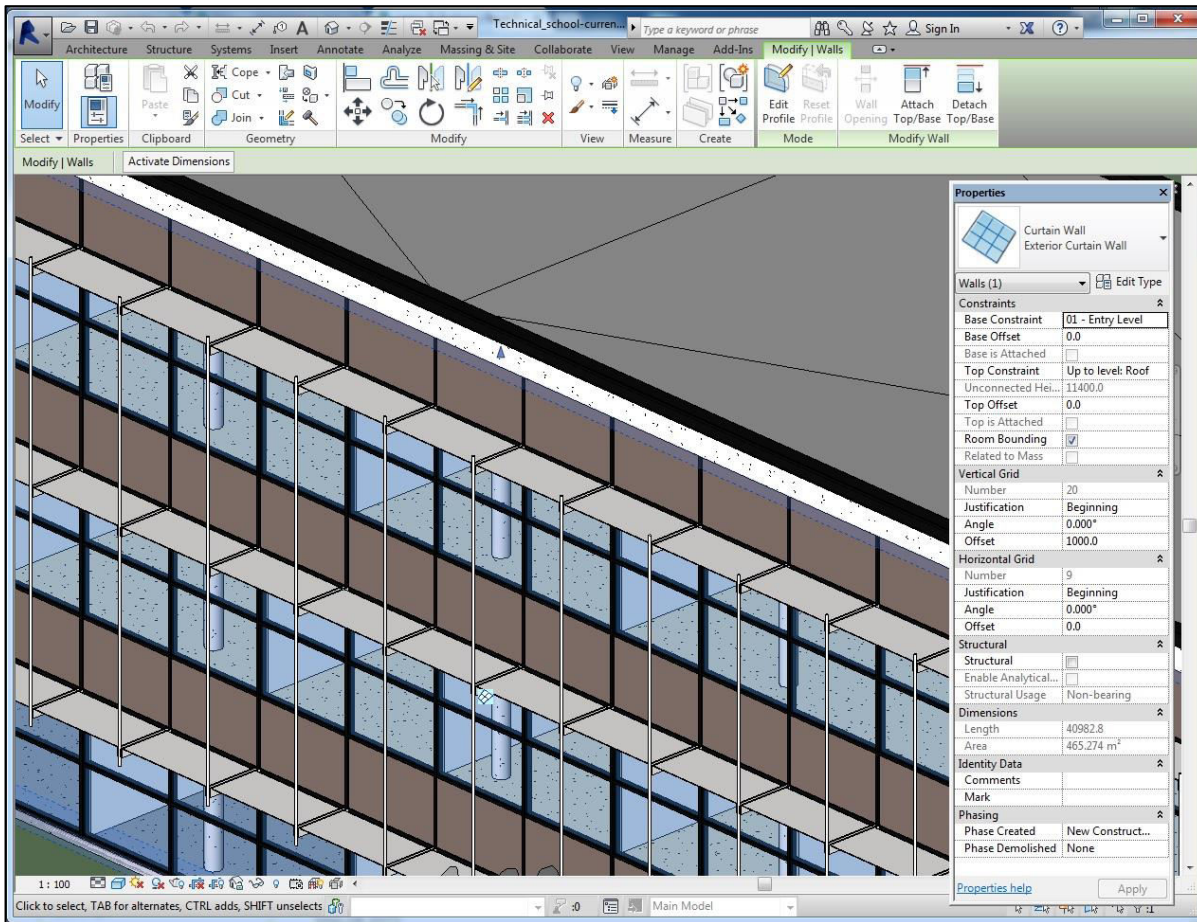 Technical_school-curren...
Type a keyword or phrase
Sign In
Architecture Structure Systems Insert Annotate Analyze Massing & Site Collaborate View Manage Add-Ins Modify | Walls
Modify
Paste
Cope
Cut
Join
Edit Profile
Reset Profile
Wall Opening
Attach Top/Base
Detach Top/Base
Select Properties Clipboard Geometry Modify View Measure Create Mode Modify Wall
Modify | Walls Activate Dimensions
Properties
Curtain Wall
Exterior Curtain Wall
Walls (1) Edit Type
Constraints
Base Constraint 01 - Entry Level
Base Offset 0.0
Base is Attached
Top Constraint Up to level: Roof
Unconnected Hei... 11400.0
Top Offset 0.0
Top is Attached
Room Bounding
Related to Mass
Vertical Grid
Number 20
Justification Beginning
Angle 0.000°
Offset 1000.0
Horizontal Grid
Number 9
Justification Beginning
Angle 0.000°
Offset 0.0
Structural
Structural
Enable Analytical...
Structural Usage Non-bearing
Dimensions
Length 40982.8
Area 465.274 m²
Identity Data
Comments
Mark
Phasing
Phase Created New Construct...
Phase Demolished None
Properties help Apply
1 : 100
Click to select, TAB for alternates, CTRL adds, SHIFT unselects :0 Main Model :1